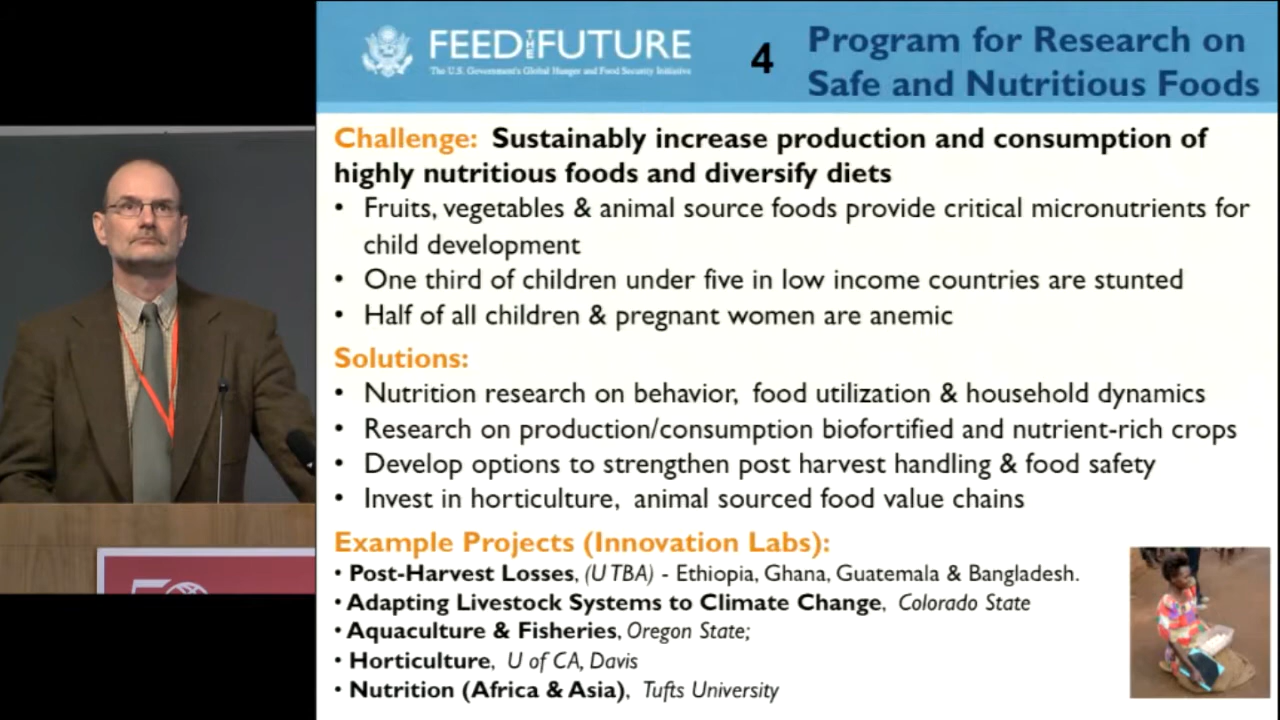 FEED THE FUTURE
The U.S. Government's Global Hunger and Food Security Initiative
4
Program for Research on
Safe and Nutritious Foods
Challenge: Sustainably increase production and consumption of
highly nutritious foods and diversify diets
• Fruits, vegetables & animal source foods provide critical micronutrients for
child development
• One third of children under five in low income countries are stunted
• Half of all children & pregnant women are anemic
Solutions:
• Nutrition research on behavior, food utilization & household dynamics
• Research on production/consumption biofortified and nutrient-rich crops
• Develop options to strengthen post harvest handling & food safety
• Invest in horticulture, animal sourced food value chains
Example Projects (Innovation Labs):
• Post-Harvest Losses, (U TBA) - Ethiopia, Ghana, Guatemala & Bangladesh.
• Adapting Livestock Systems to Climate Change, Colorado State
• Aquaculture & Fisheries, Oregon State;
• Horticulture, U of CA, Davis
• Nutrition (Africa & Asia), Tufts University